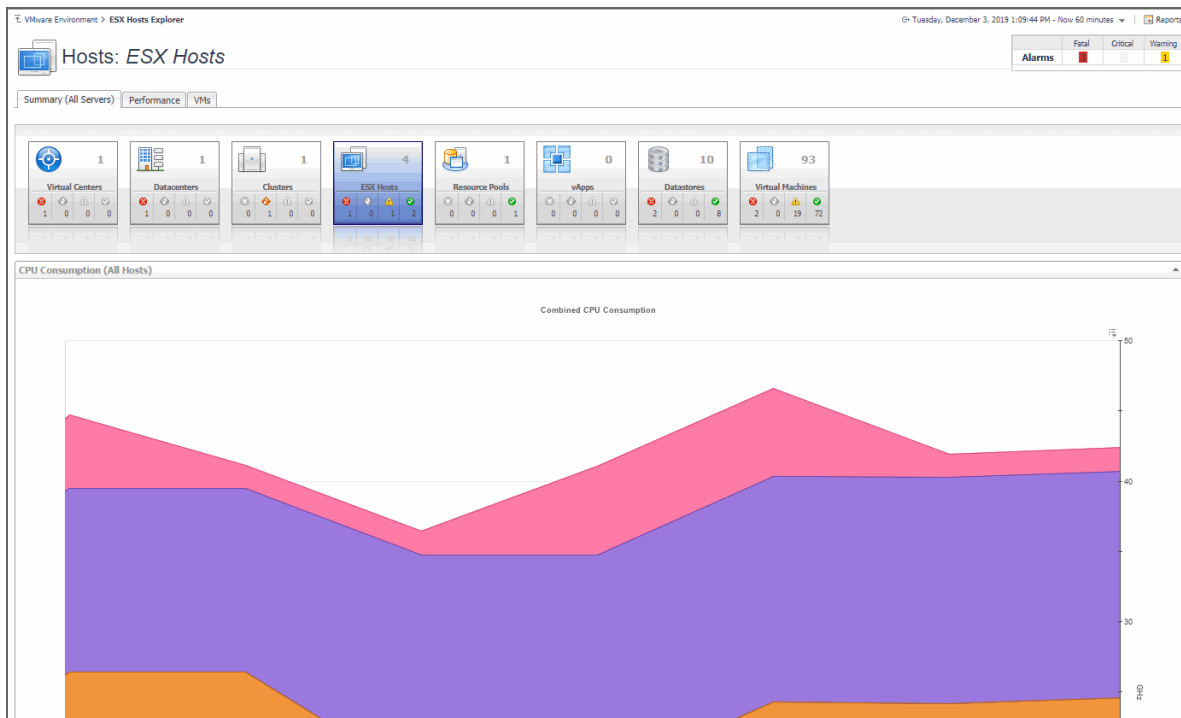 VMware Environment > ESX Hosts Explorer
Tuesday, December 3, 2019 1:09:44 PM - Now 60 minutes | Reports
Hosts: ESX Hosts
Fatal Critical Warning
Alarms 3 1
Summary (All Servers) Performance VMs
1 1 1 4 1 0 10 93
Virtual Centers Datacenters Clusters ESX Hosts Resource Pools vApps Datastores Virtual Machines
1 0 0 0 1 0 0 0 0 1 0 0 1 0 1 2 0 0 0 1 0 0 0 0 2 0 0 8 2 0 19 72
CPU Consumption (All Hosts)
Combined CPU Consumption
50
40
30
GHz